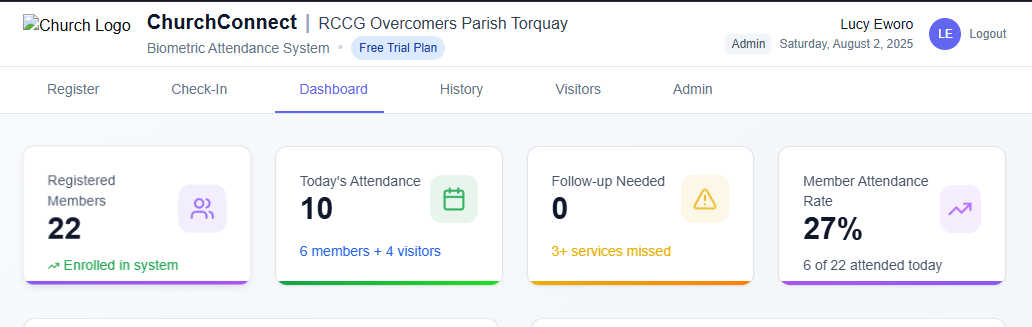 Church Logo
ChurchConnect | RCCG Overcomers Parish Torquay
Biometric Attendance System • Free Trial Plan
Lucy Eworo
Admin Saturday, August 2, 2025
LE
Logout
Register Check-In Dashboard History Visitors Admin
Registered
Members
22
Enrolled in system
Today's Attendance
10
6 members + 4 visitors
Follow-up Needed
0
3+ services missed
Member Attendance
Rate
27%
6 of 22 attended today